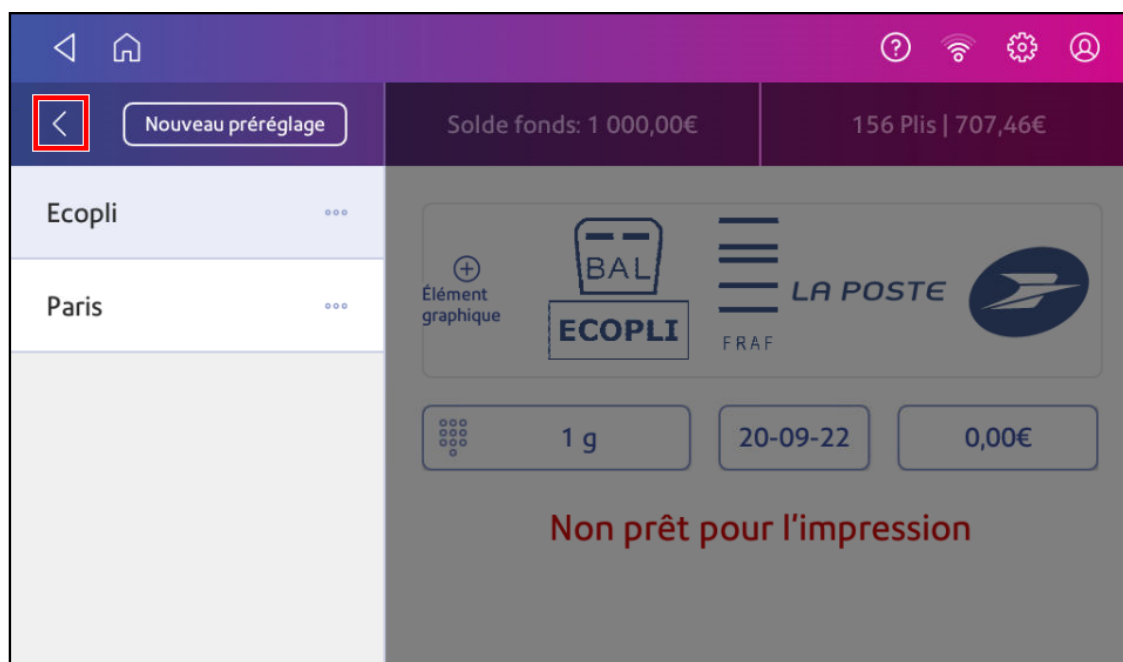 Nouveau préréglage
Solde fonds: 1 000,00€
156 Plis | 707,46€
Ecopli
Paris
Élément
graphique
BAL
ECOPLI
FRAF
LA POSTE
1 g
20-09-22
0,00€
Non prêt pour l'impression